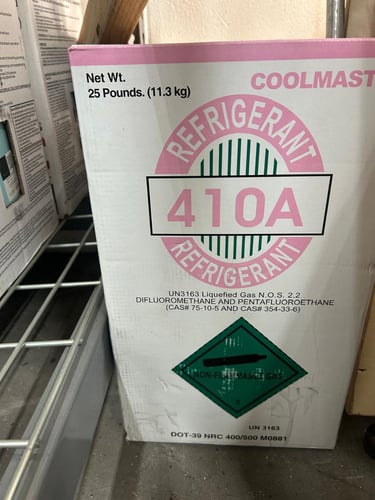 Net Wt.
25 Pounds. (11.3 kg)
COOLMAST
REFRIGERANT
410A
REFRIGERANT
UN3163 Liquefied Gas N.O.S. 2.2
DIFLUOROMETHANE AND PENTAFLUOROETHANE
(CAS# 75-10-5 AND CAS# 354-33-6)
NON-FLAMMABLE GAS
2
UN 3163
DOT-39 NRC 400/500 M0881